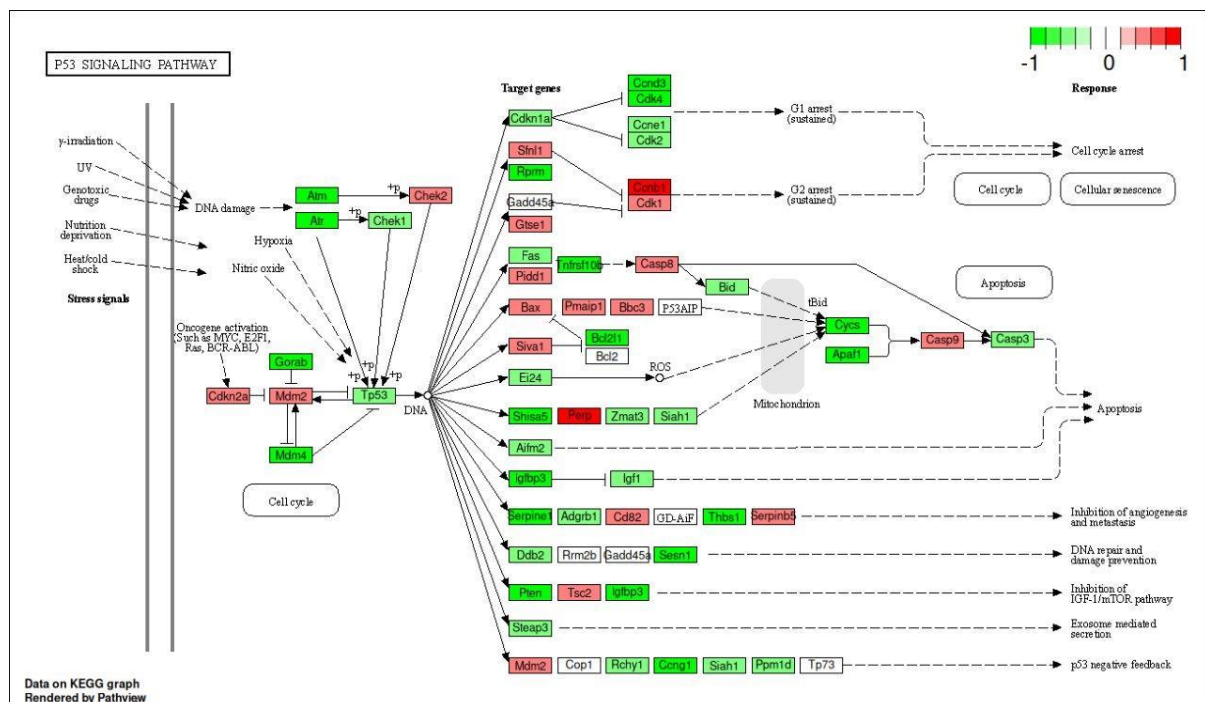 P53 SIGNALING PATHWAY
-1 0 1
Target genes
Response
Ccnd3
Cdk4
Cdkn1a
Ccne1
Cdk2
G1 arrest
(sustained)
Sfnl1
Rprm
Gadd45a
Gtse1
Ccnb1
Cdk1
G2 arrest
(sustained)
Cell cycle arrest
Cell cycle
Cellular senescence
γ-irradiation
UV
Genotoxic
drugs
Nutrition
deprivation
Heat/cold
shock
Stress signals
DNA damage
Atm
+p
Chek2
Atr
+p
Chek1
Hypoxia
Nitric oxide
Oncogene activation
(Such as MYC, E2F1,
Ras, BCR-ABL)
Gorab
+p
+p
+p
Cdkn2a
Mdm2
Tp53
DNA
Mdm4
Cell cycle
Fas
Pidd1
Tnfrsf10b
Casp8
Bid
tBid
Apoptosis
Bax
Pmaip1
Bbc3
P53AIP
Siva1
Bcl2l1
Bcl2
Cycs
Apaf1
Casp9
Casp3
Ei24
ROS
Mitochondrion
Shisa5
Perp
Zmat3
Siah1
Apoptosis
Aifm2
Igfbp3
Igf1
Serpine1
Adgrb1
Cd82
GD-AiF
Thbs1
Serpinb5
Inhibition of angiogenesis
and metastasis
Ddb2
Rrm2b
Gadd45a
Sesn1
DNA repair and
damage prevention
Pten
Tsc2
Igfbp3
Inhibition of
IGF-1/mTOR pathway
Steap3
Exosome mediated
secretion
Mdm2
Cop1
Rchy1
Ccng1
Siah1
Ppm1d
Tp73
p53 negative feedback
Data on KEGG graph
Rendered by Pathview